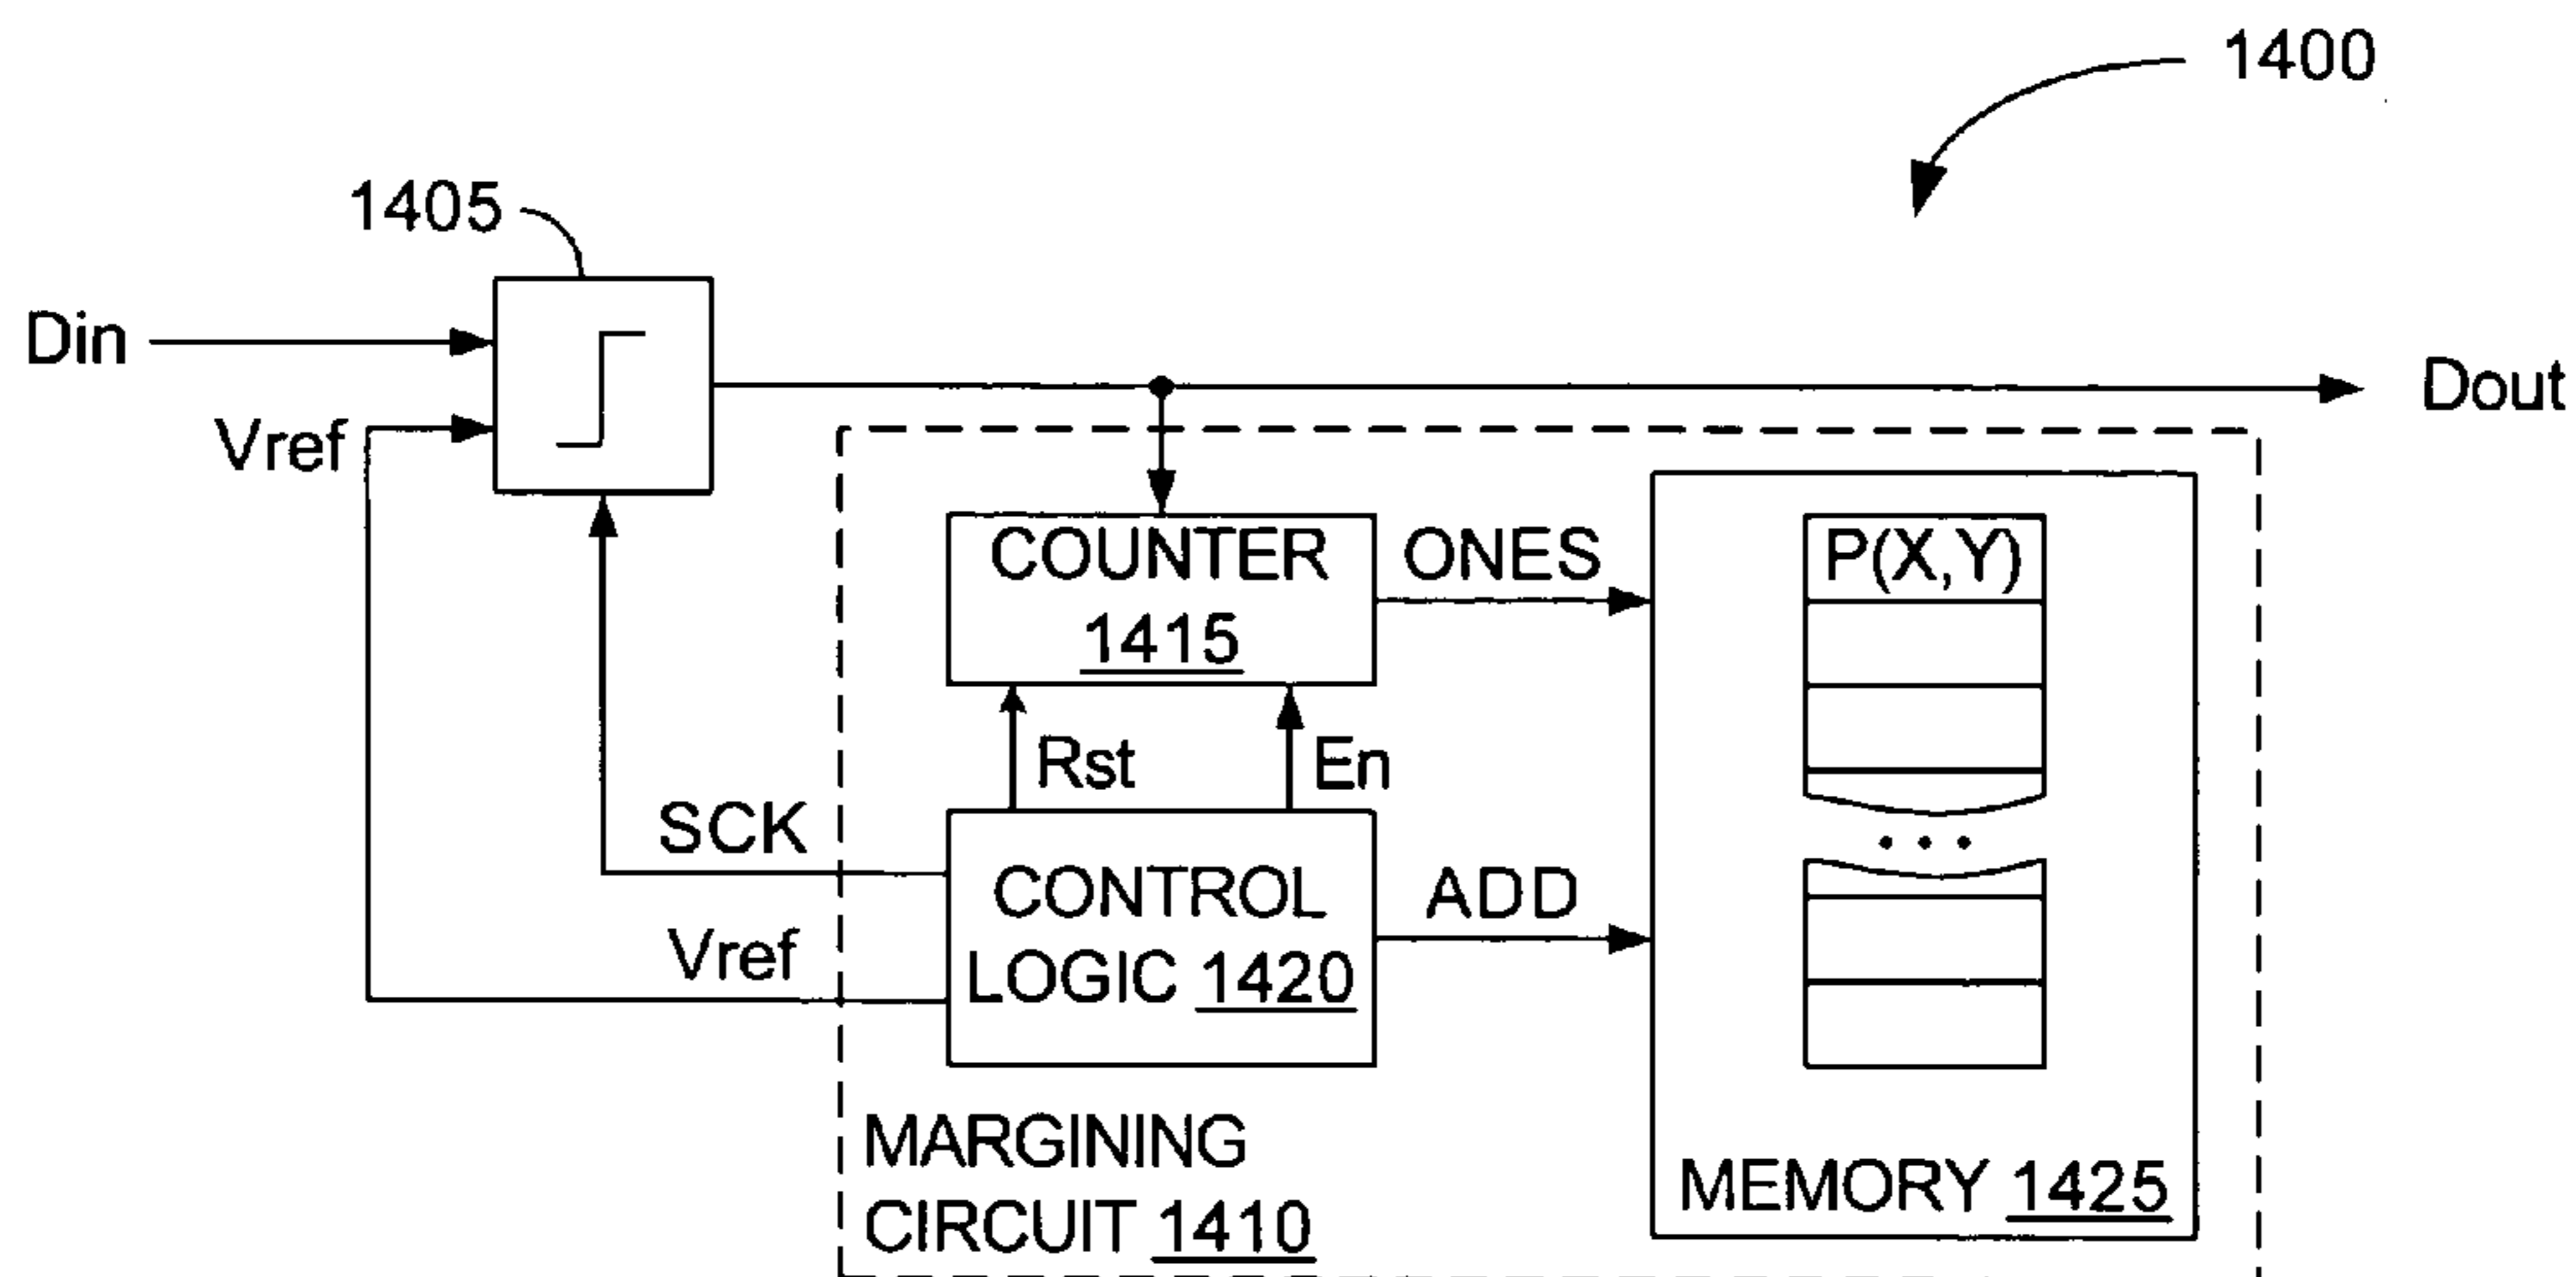 1400
1405
Din
Vref
Dout
COUNTER
1415
ONES
P(X,Y)
Rst
En
SCK
Vref
CONTROL
LOGIC 1420
ADD
MARGINING
CIRCUIT 1410
MEMORY 1425